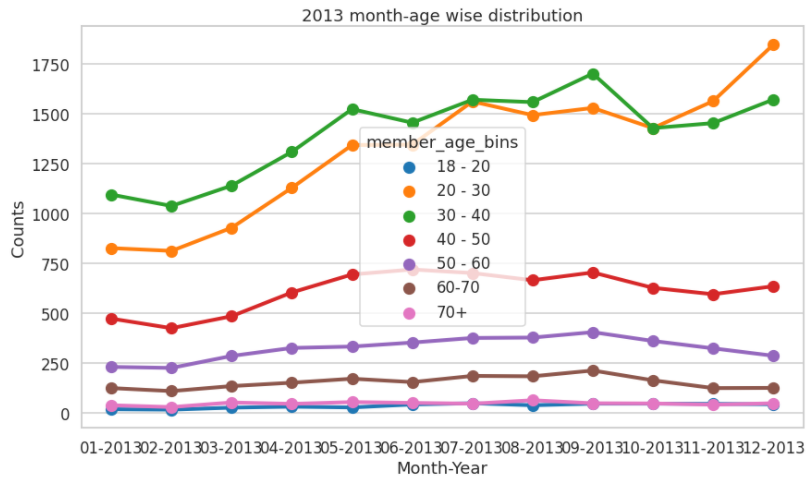 2013 month-age wise distribution
1750
1500
1250
1000
750
500
250
0
Counts
member_age_bins
18 - 20
20 - 30
30 - 40
40 - 50
50 - 60
60-70
70+
01-2013 02-2013 03-2013 04-2013 05-2013 06-2013 07-2013 08-2013 09-2013 10-2013 11-2013 12-2013
Month-Year